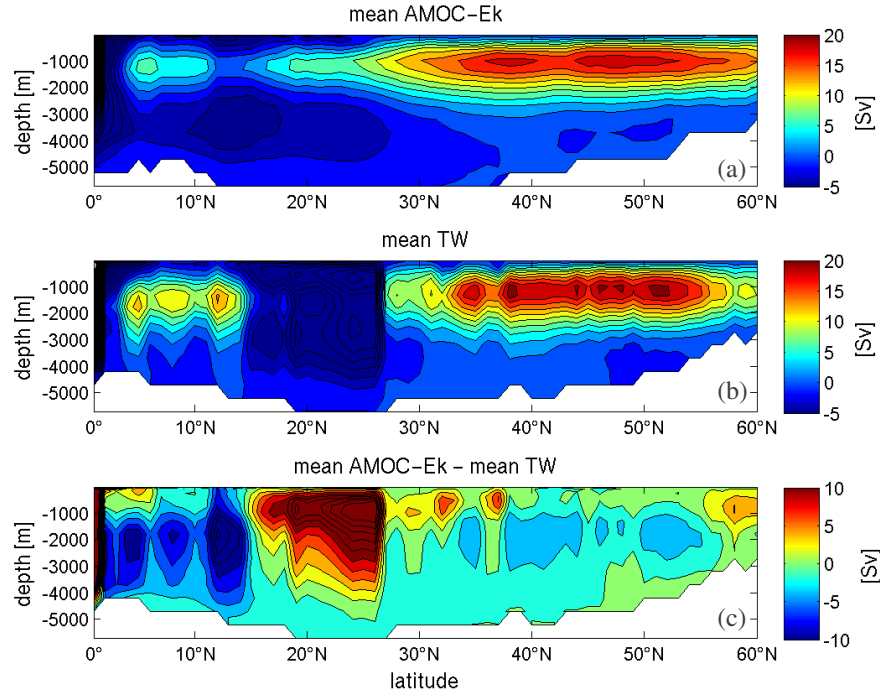 mean AMOC-Ek
depth [m]
-1000
-2000
-3000
-4000
-5000
0°
10°N
20°N
30°N
40°N
50°N
60°N
(a)
20
15
10
5
0
-5
[Sv]
mean TW
depth [m]
-1000
-2000
-3000
-4000
-5000
0°
10°N
20°N
30°N
40°N
50°N
60°N
(b)
20
15
10
5
0
-5
[Sv]
mean AMOC-Ek - mean TW
depth [m]
-1000
-2000
-3000
-4000
-5000
0°
10°N
20°N
30°N
40°N
50°N
60°N
latitude
(c)
10
5
0
-5
-10
[Sv]